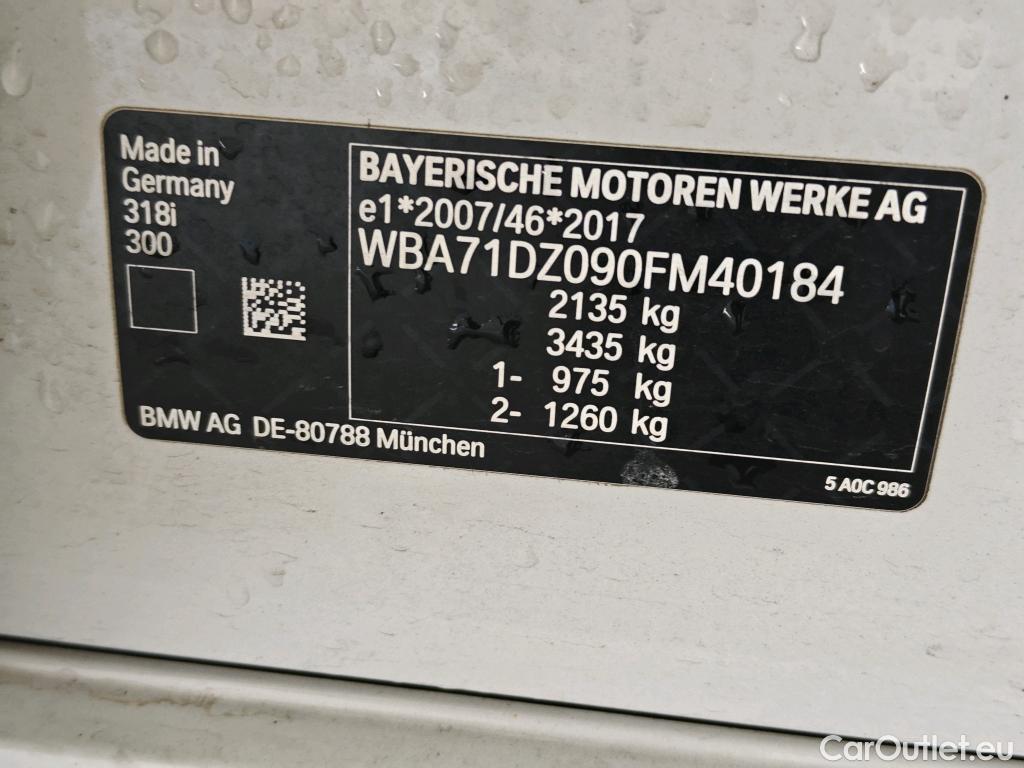 Made in
Germany
318i
300
BAYERISCHE MOTOREN WERKE AG
e1*2007/46*2017
WBA71DZ090FM40184
2135 kg
3435 kg
1- 975 kg
2- 1260 kg
BMW AG DE-80788 München
5 A0C 986
CarOutlet.eu